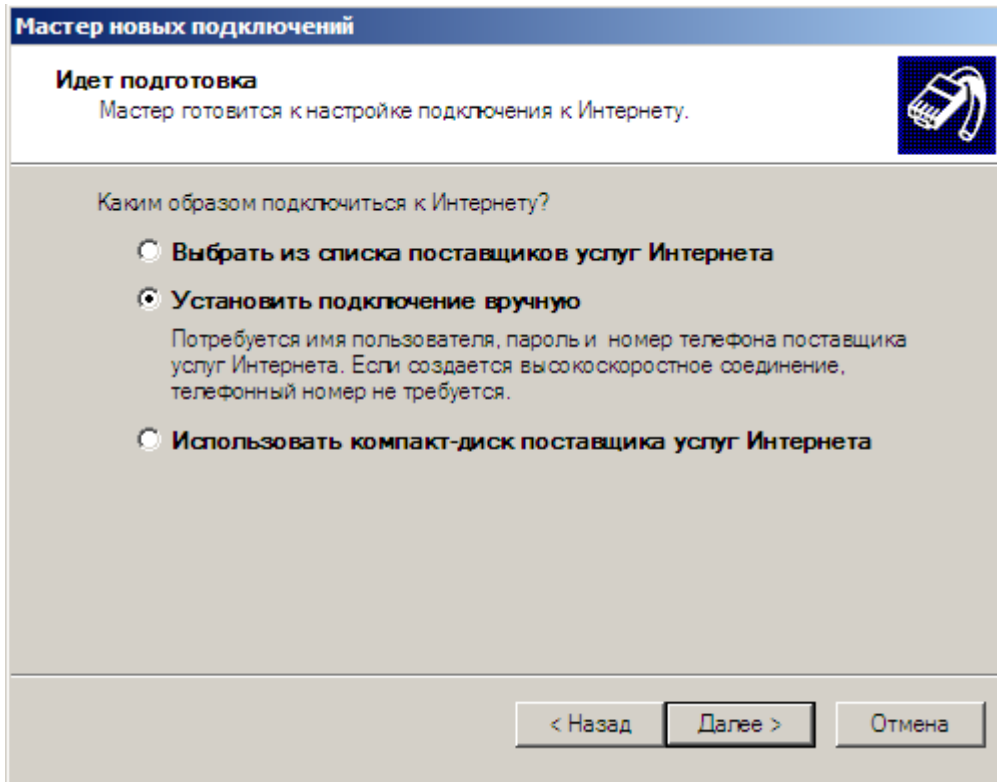 Мастер новых подключений
Идет подготовка
Мастер готовится к настройке подключения к Интернету.
Каким образом подключиться к Интернету?
Выбрать из списка поставщиков услуг Интернета
Установить подключение вручную
Потребуется имя пользователя, пароль и номер телефона поставщика
услуг Интернета. Если создается высокоскоростное соединение,
телефонный номер не требуется.
Использовать компакт-диск поставщика услуг Интернета
< Назад Далее > Отмена